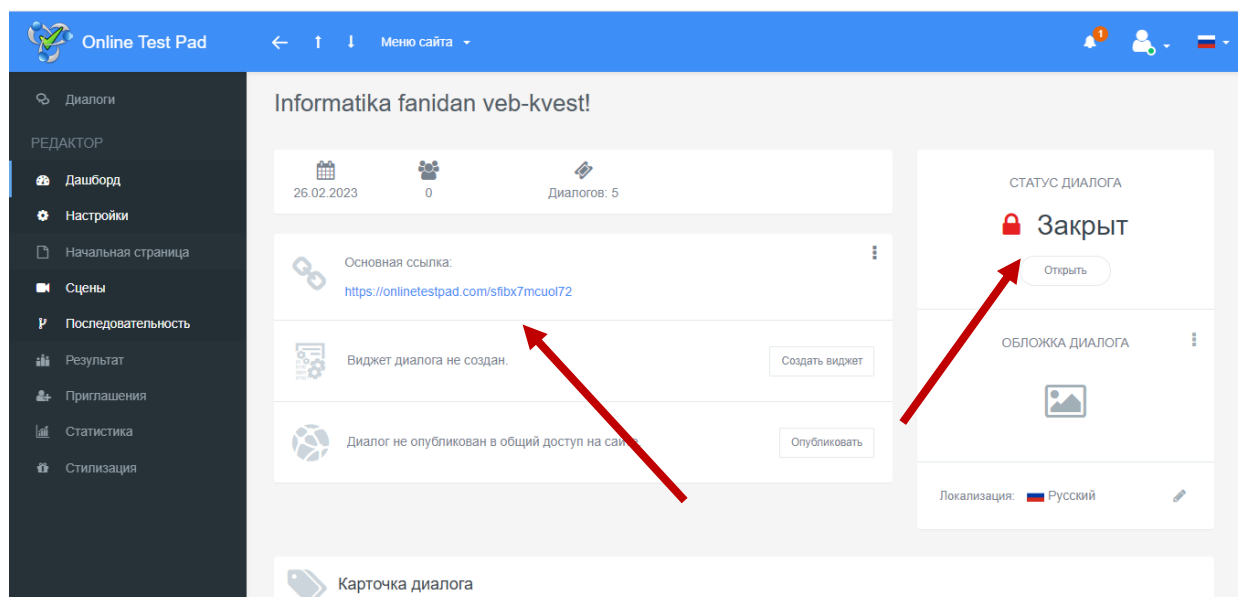 Online Test Pad
Меню сайта
1
Диалоги
РЕДАКТОР
Дашборд
Настройки
Начальная страница
Сцены
Последовательность
Результат
Приглашения
Статистика
Стилизация
Informatika fanidan veb-kvest!
26.02.2023
0
Диалогов: 5
Основная ссылка:
https://onlinetestpad.com/sfibx7mcuol72
Виджет диалога не создан.
Создать виджет
Диалог не опубликован в общий доступ на сайте
Опубликовать
СТАТУС ДИАЛОГА
Закрыт
Открыть
ОБЛОЖКА ДИАЛОГА
Локализация: Русский
Карточка диалога